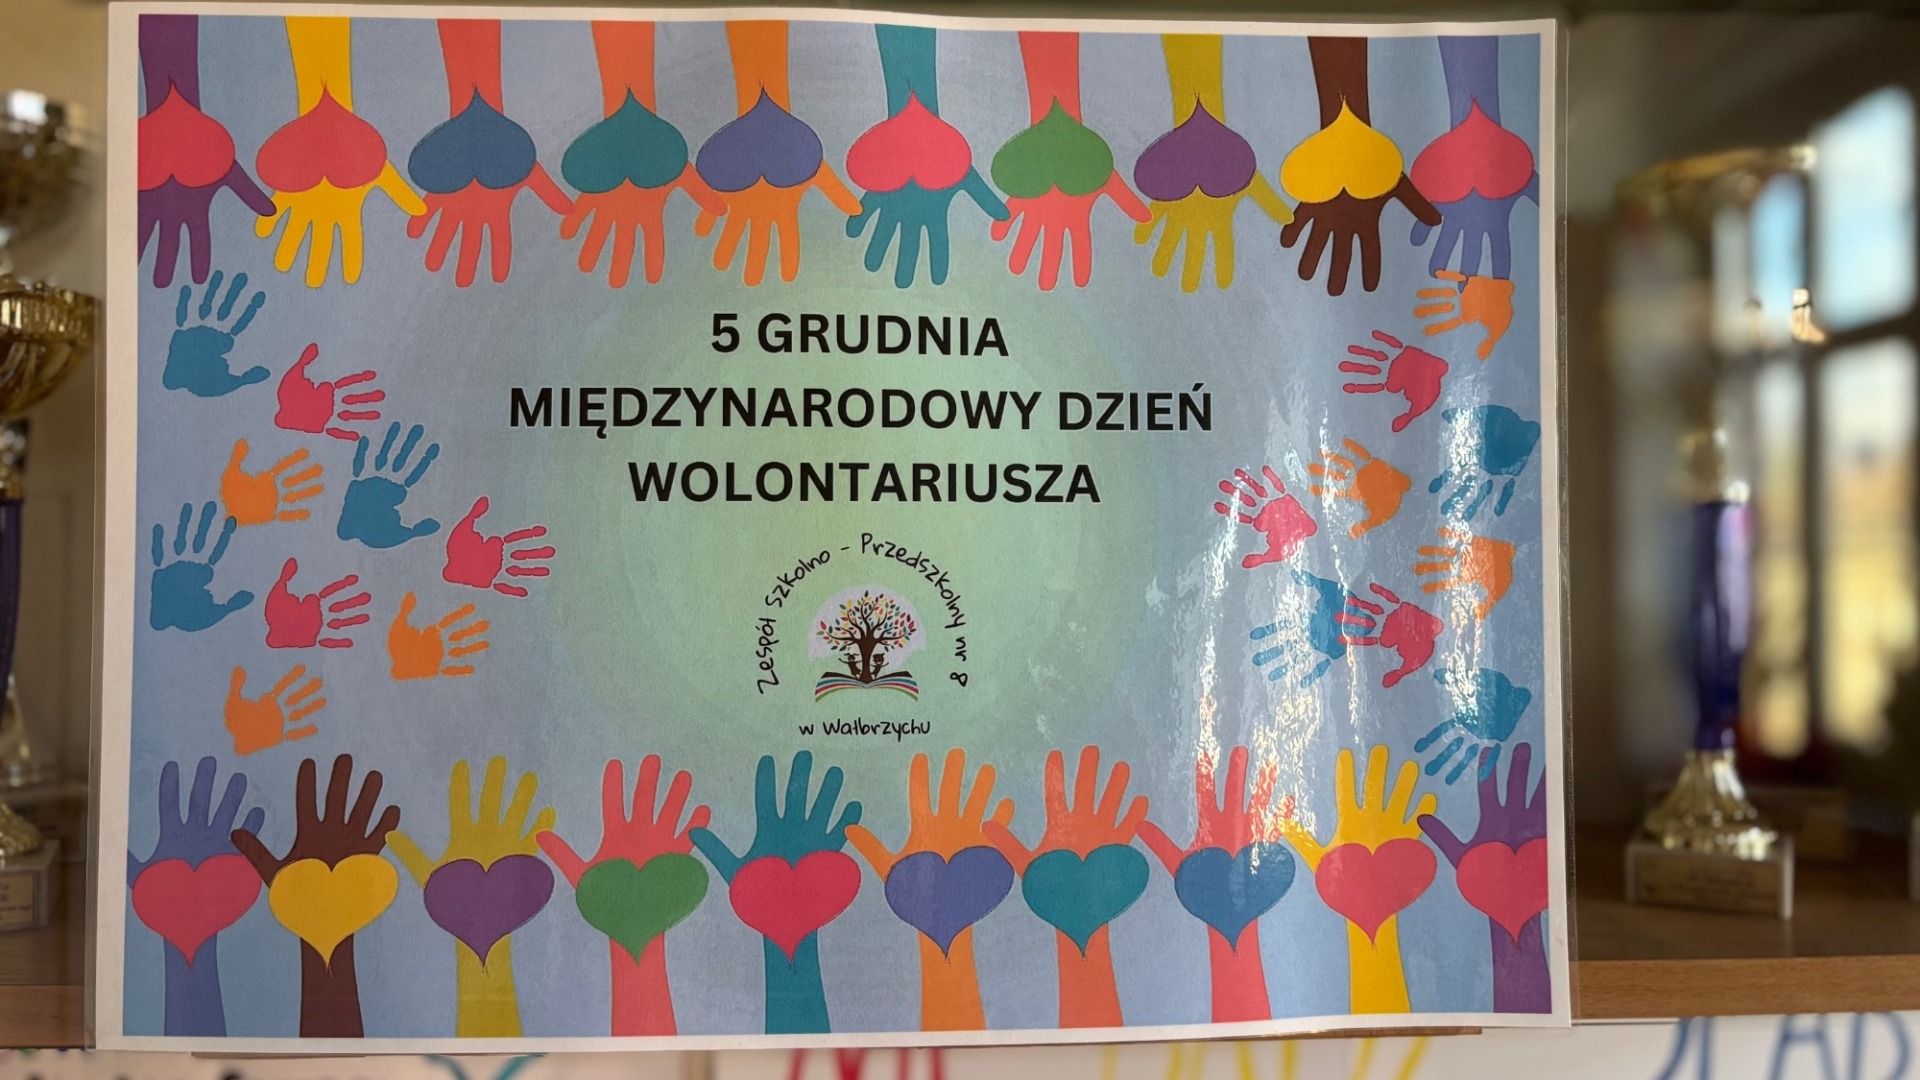 5 GRUDNIA
MIĘDZYNARODOWY DZIEŃ
WOLONTARIUSZA
Zespół Szkolno - Przedszkolny nr 8
w Wałbrzychu